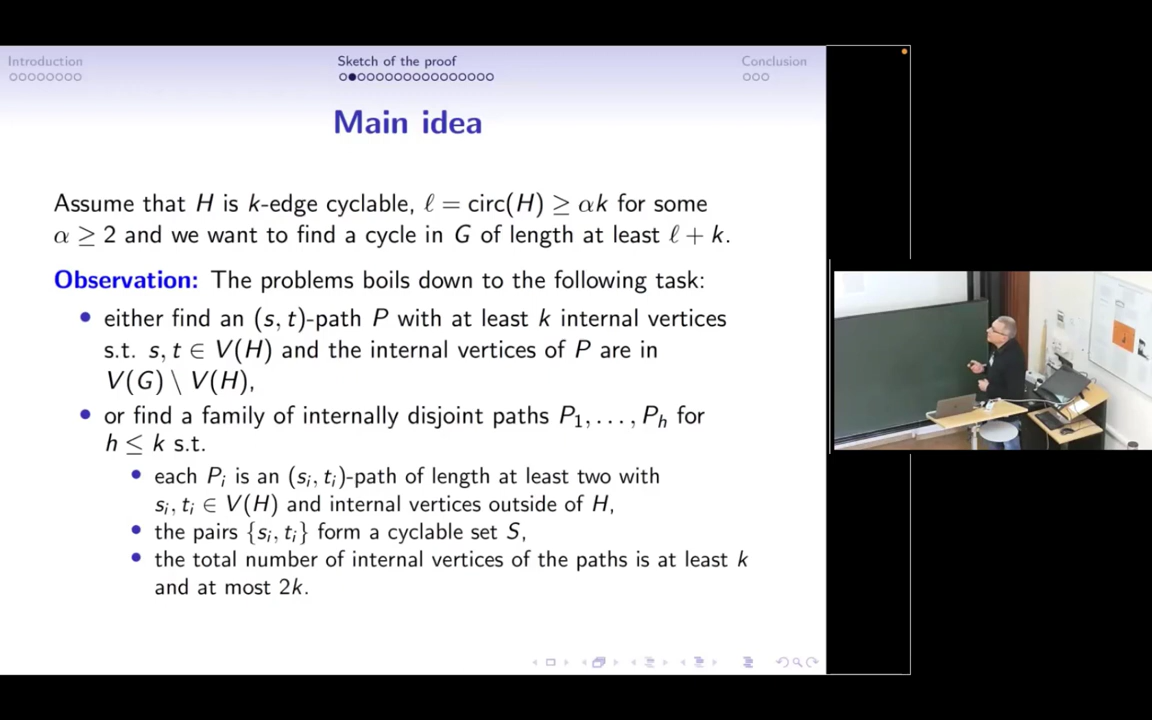 Introduction
Sketch of the proof
Conclusion
Main idea
Assume that H is k-edge cyclable, ℓ = circ(H) ≥ αk for some
α ≥ 2 and we want to find a cycle in G of length at least ℓ + k.
Observation: The problems boils down to the following task:
• either find an (s, t)-path P with at least k internal vertices
s.t. s, t ∈ V(H) and the internal vertices of P are in
V(G) \ V(H),
• or find a family of internally disjoint paths P₁, . . . , Pₕ for
h ≤ k s.t.
• each Pᵢ is an (sᵢ, tᵢ)-path of length at least two with
sᵢ, tᵢ ∈ V(H) and internal vertices outside of H,
• the pairs {sᵢ, tᵢ} form a cyclable set S,
• the total number of internal vertices of the paths is at least k
and at most 2k.